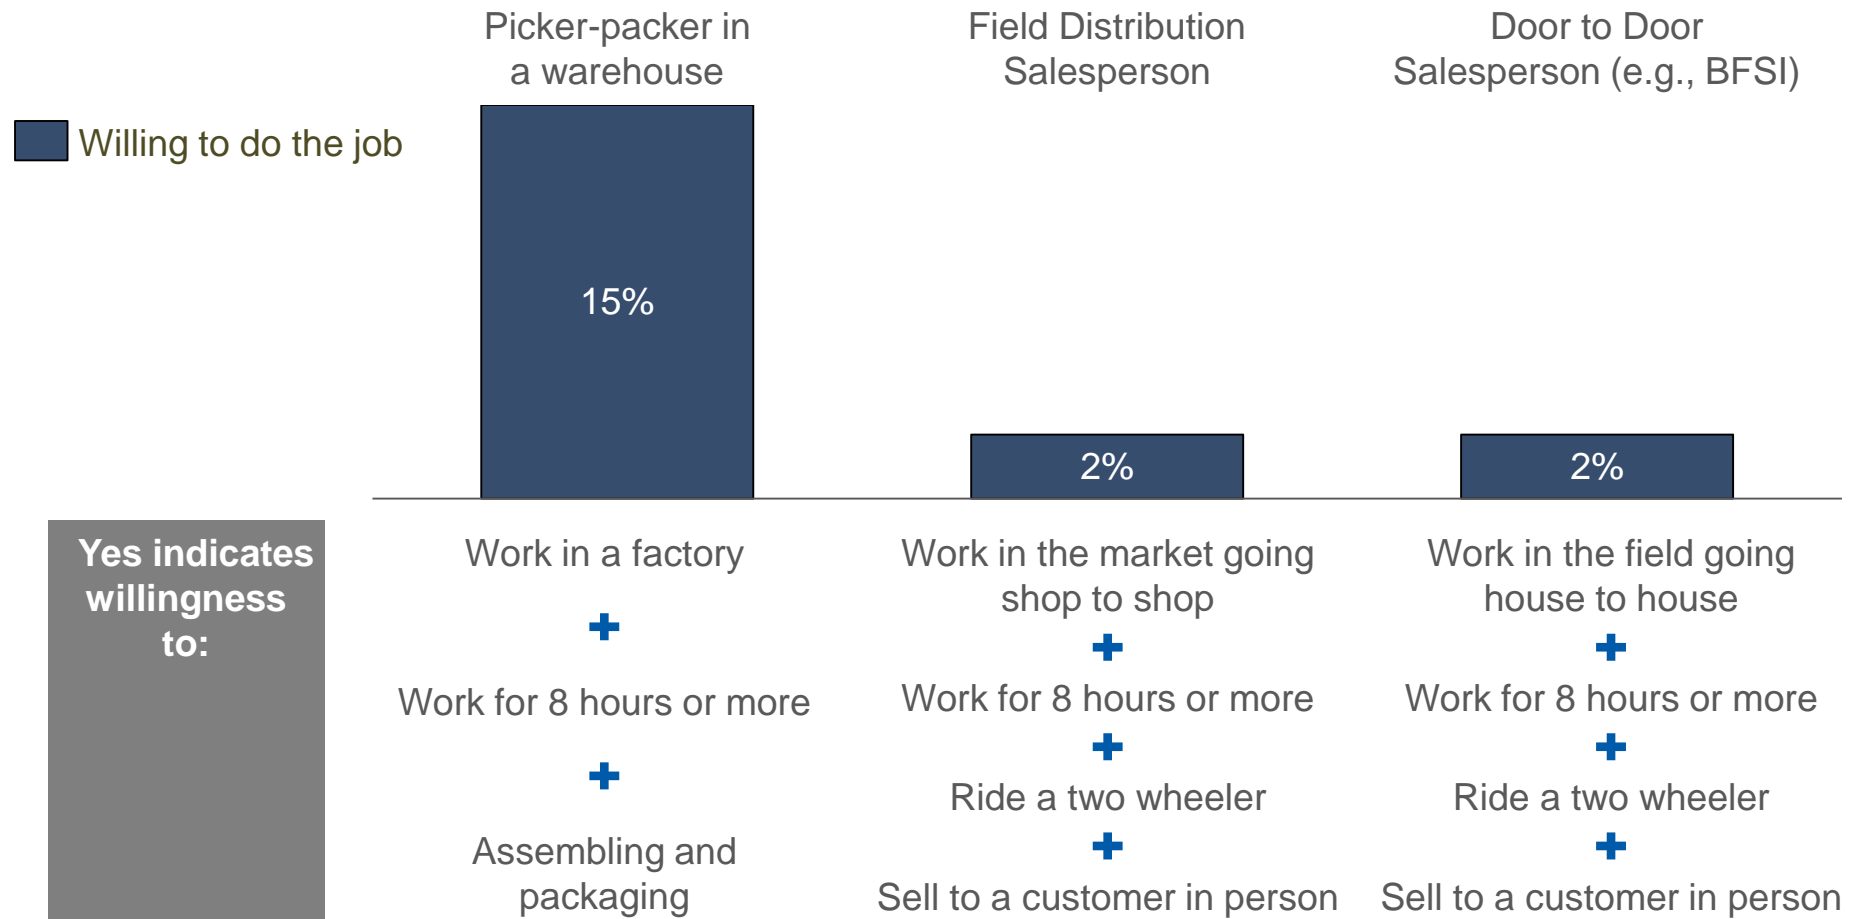 Picker-packer in
a warehouse
Field Distribution
Salesperson
Door to Door
Salesperson (e.g., BFSI)
Willing to do the job
15%
2%
2%
Yes indicates
willingness
to:
Work in a factory
+
Work for 8 hours or more
+
Assembling and
packaging
Work in the market going
shop to shop
+
Work for 8 hours or more
+
Ride a two wheeler
+
Sell to a customer in person
Work in the field going
house to house
+
Work for 8 hours or more
+
Ride a two wheeler
+
Sell to a customer in person